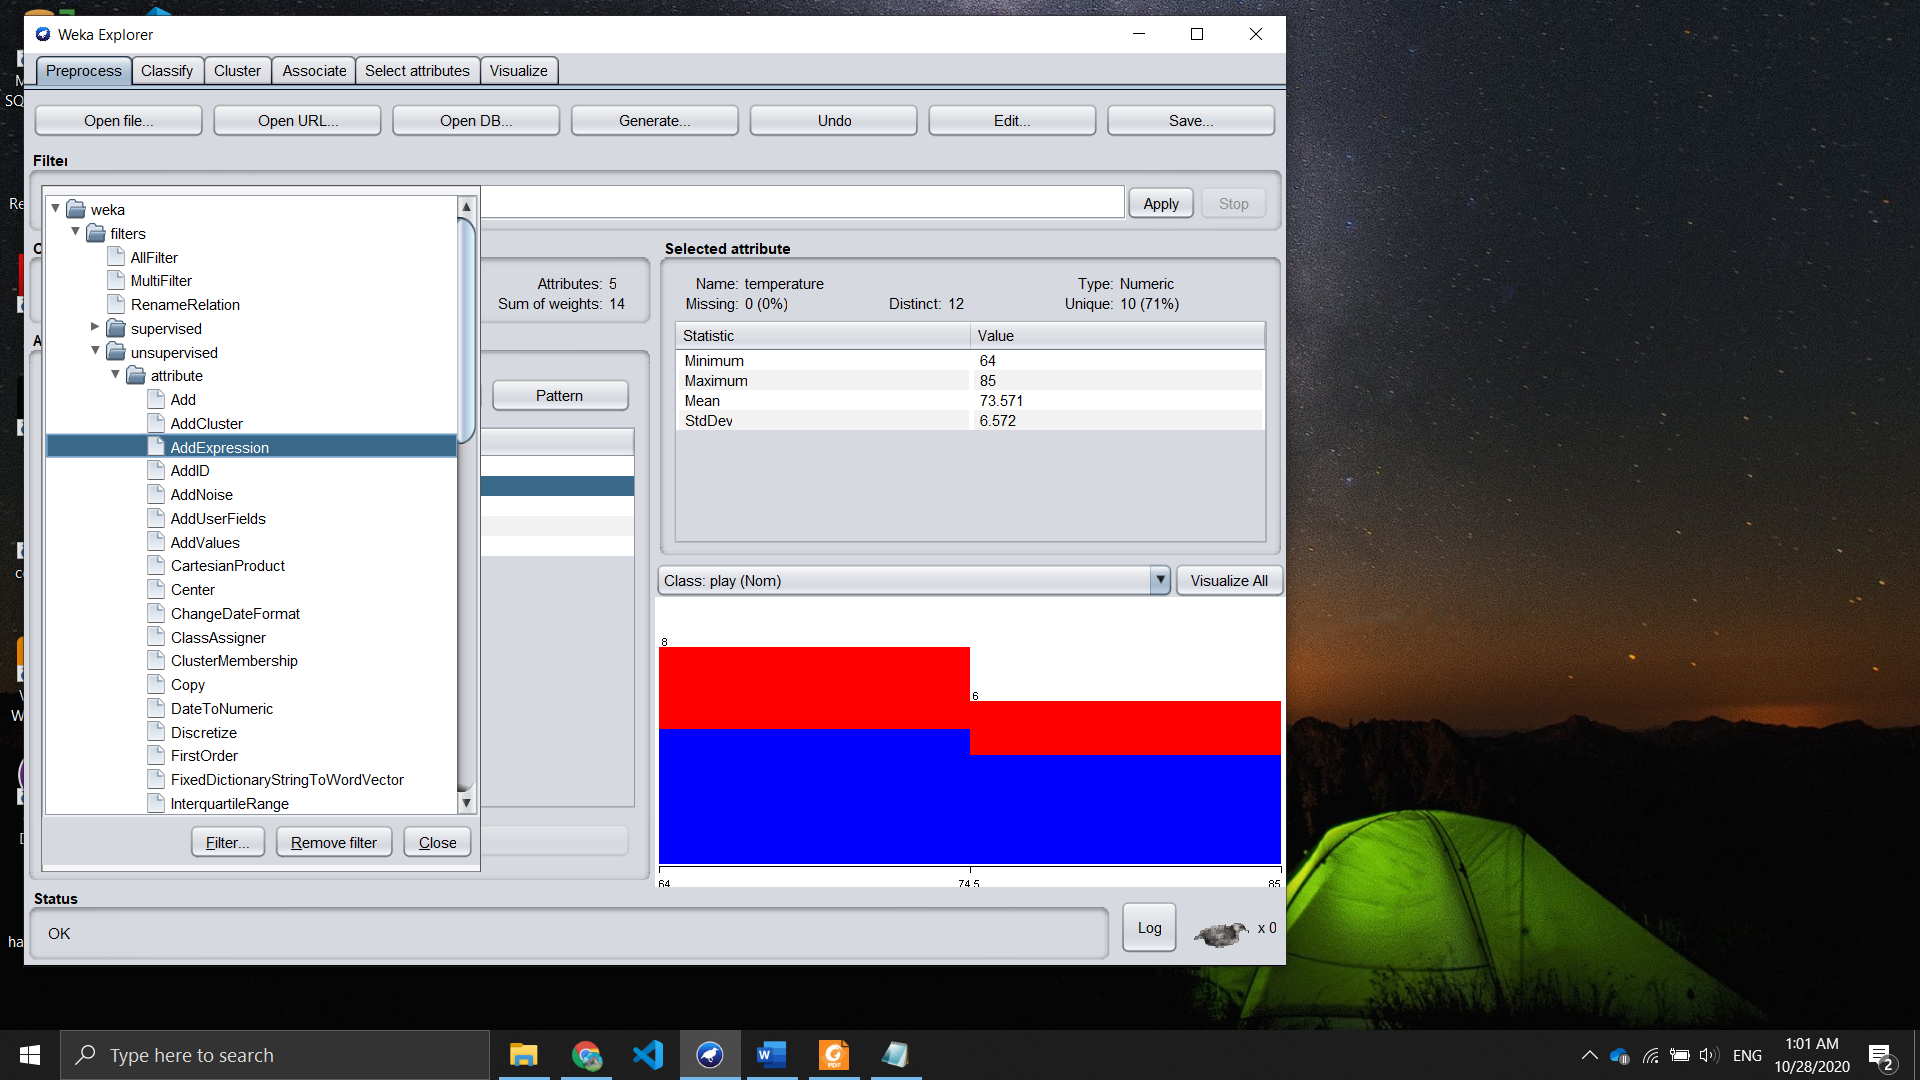 Weka Explorer
Preprocess
Classify
Cluster
Associate
Select attributes
Visualize
Open file...
Open URL...
Open DB...
Generate...
Undo
Edit...
Save...
Filter
Apply
Stop
weka
filters
AllFilter
MultiFilter
RenameRelation
supervised
unsupervised
attribute
Add
AddCluster
AddExpression
AddID
AddNoise
AddUserFields
AddValues
CartesianProduct
Center
ChangeDateFormat
ClassAssigner
ClusterMembership
Copy
DateToNumeric
Discretize
FirstOrder
FixedDictionaryStringToWordVector
InterquartileRange
Filter...
Remove filter
Close
Attributes: 5
Sum of weights: 14
Pattern
Selected attribute
Name: temperature
Type: Numeric
Missing: 0 (0%)
Distinct: 12
Unique: 10 (71%)
Statistic
Value
Minimum
64
Maximum
85
Mean
73.571
StdDev
6.572
Class: play (Nom)
Visualize All
8
6
64
74.5
85
Status
OK
Log
x 0
Type here to search
ENG
1:01 AM
10/28/2020
2